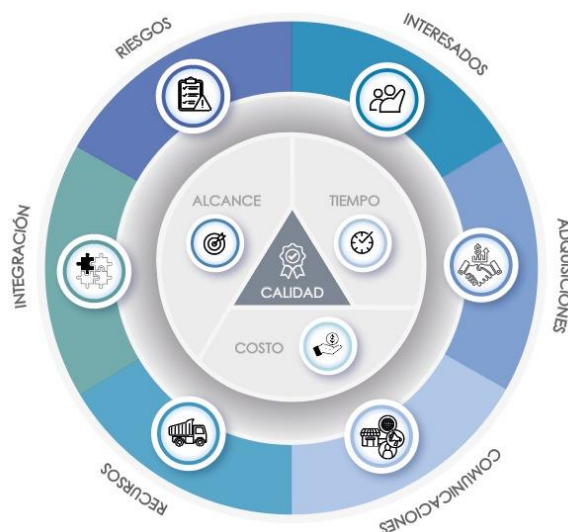 RIESGOS
INTERESADOS
ALCANCE
TIEMPO
INTEGRACIÓN
ADQUISICIONES
CALIDAD
COSTO
RECURSOS
COMUNICACIONES